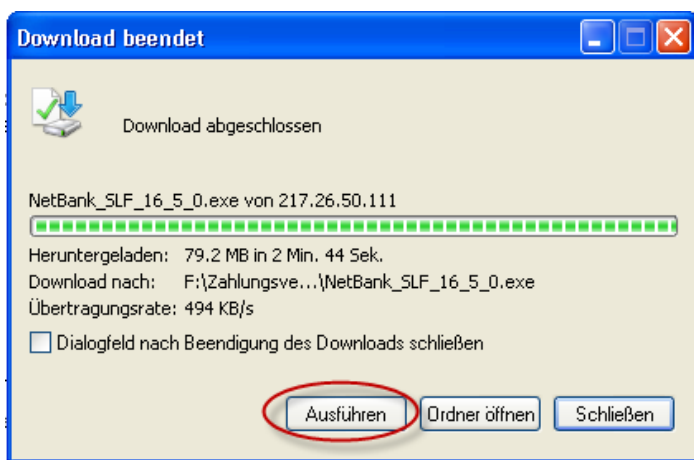 Download beendet
Download abgeschlossen
NetBank_SLF_16_5_0.exe von 217.26.50.111
Heruntergeladen: 79.2 MB in 2 Min. 44 Sek.
Download nach: F:\Zahlungsve...\NetBank_SLF_16_5_0.exe
Übertragungsrate: 494 KB/s
Dialogfeld nach Beendigung des Downloads schließen
Ausführen Ordner öffnen Schließen